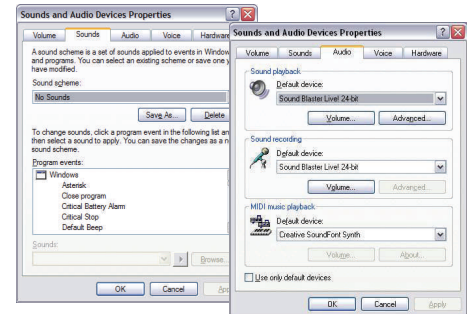 Sounds and Audio Devices Properties
Volume Sounds Audio Voice Hardware
A sound scheme is a set of sounds applied to events in Window
and programs. You can select an existing scheme or save one y
have modified.
Sound scheme:
No Sounds
Save As... Delete
To change sounds, click a program event in the following list an
then select a sound to apply. You can save the changes as a n
sound scheme.
Program events:
Windows
Asterisk
Close program
Critical Battery Alarm
Critical Stop
Default Beep
Sounds:
Browse...
OK Cancel App
Sounds and Audio Devices Properties
Volume Sounds Audio Voice Hardware
Sound playback
Default device:
Sound Blaster Live! 24-bit
Volume... Advanced...
Sound recording
Default device:
Sound Blaster Live! 24-bit
Volume... Advanced...
MIDI music playback
Default device:
Creative SoundFont Synth
Volume... About...
Use only default devices
OK Cancel Apply